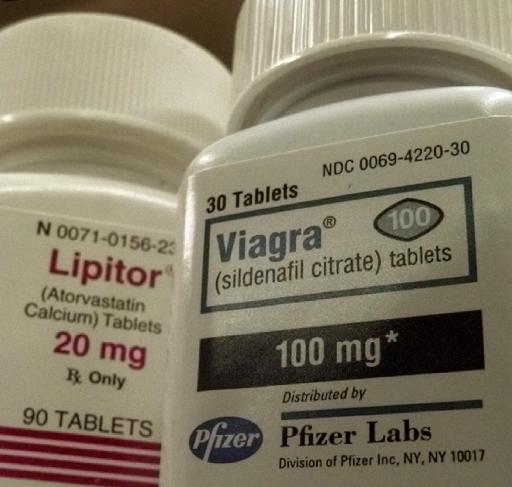 N 0071-0156-23
Lipitor®
(Atorvastatin
Calcium) Tablets
20 mg
℞ Only
90 TABLETS
NDC 0069-4220-30
30 Tablets
Viagra® 100
(sildenafil citrate) tablets
100 mg*
Distributed by
Pfizer
Pfizer Labs
Division of Pfizer Inc, NY, NY 10017